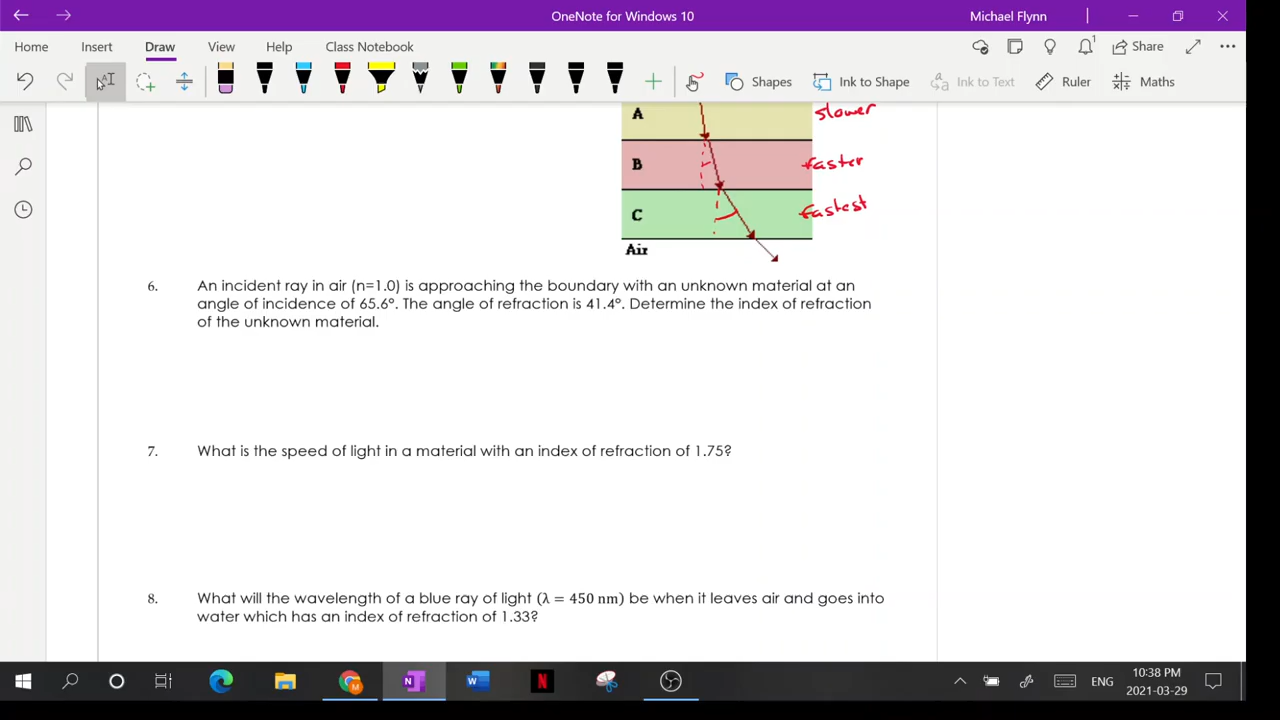 OneNote for Windows 10
Michael Flynn
Home Insert Draw View Help Class Notebook
1 Share
Shapes Ink to Shape Ink to Text Ruler Maths
A slower
B faster
C fastest
Air
6. An incident ray in air (n=1.0) is approaching the boundary with an unknown material at an
angle of incidence of 65.6°. The angle of refraction is 41.4°. Determine the index of refraction
of the unknown material.
7. What is the speed of light in a material with an index of refraction of 1.75?
8. What will the wavelength of a blue ray of light (λ = 450 nm) be when it leaves air and goes into
water which has an index of refraction of 1.33?
ENG
10:38 PM
2021-03-29